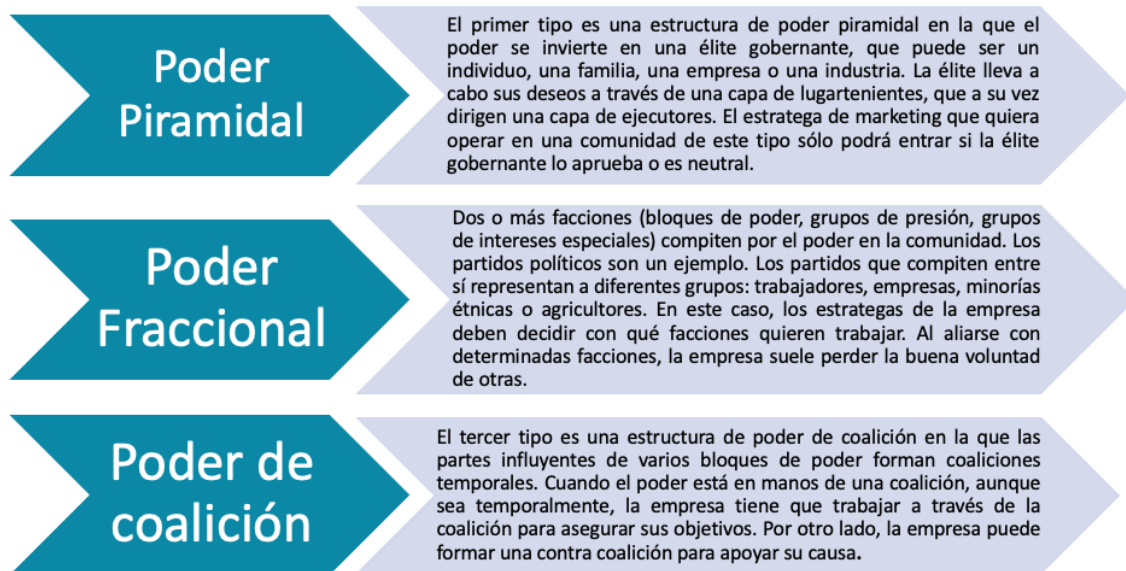 Poder
Piramidal
El primer tipo es una estructura de poder piramidal en la que el
poder se invierte en una élite gobernante, que puede ser un
individuo, una familia, una empresa o una industria. La élite lleva a
cabo sus deseos a través de una capa de lugartenientes, que a su vez
dirigen una capa de ejecutores. El estratega de marketing que quiera
operar en una comunidad de este tipo sólo podrá entrar si la élite
gobernante lo aprueba o es neutral.
Poder
Fraccional
Dos o más facciones (bloques de poder, grupos de presión, grupos
de intereses especiales) compiten por el poder en la comunidad. Los
partidos políticos son un ejemplo. Los partidos que compiten entre
sí representan a diferentes grupos: trabajadores, empresas, minorías
étnicas o agricultores. En este caso, los estrategas de la empresa
deben decidir con qué facciones quieren trabajar. Al aliarse con
determinadas facciones, la empresa suele perder la buena voluntad
de otras.
Poder de
coalición
El tercer tipo es una estructura de poder de coalición en la que las
partes influyentes de varios bloques de poder forman coaliciones
temporales. Cuando el poder está en manos de una coalición, aunque
sea temporalmente, la empresa tiene que trabajar a través de la
coalición para asegurar sus objetivos. Por otro lado, la empresa puede
formar una contra coalición para apoyar su causa.